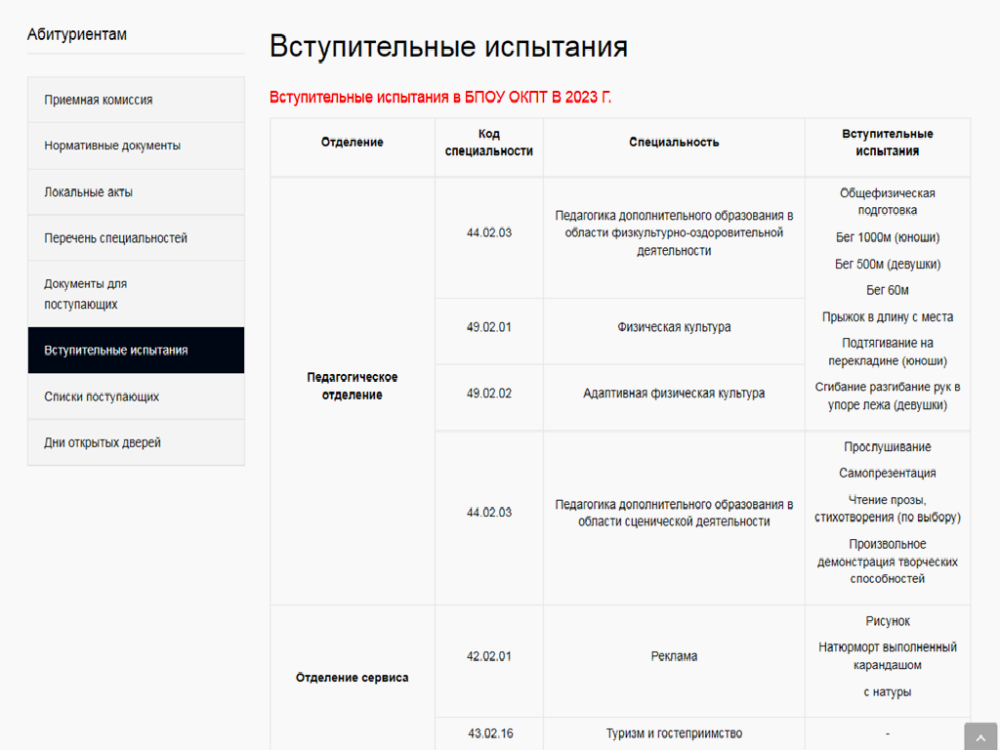 Абитуриентам
Приемная комиссия
Нормативные документы
Локальные акты
Перечень специальностей
Документы для
поступающих
Вступительные испытания
Списки поступающих
Дни открытых дверей
Вступительные испытания
Вступительные испытания в БПОУ ОКПТ В 2023 Г.
Отделение
Код
специальности
Специальность
Вступительные
испытания
Педагогическое
отделение
44.02.03
Педагогика дополнительного образования в
области физкультурно-оздоровительной
деятельности
Общефизическая
подготовка
Бег 1000м (юноши)
Бег 500м (девушки)
Бег 60м
Прыжок в длину с места
Подтягивание на
перекладине (юноши)
Сгибание разгибание рук в
упоре лежа (девушки)
49.02.01
Физическая культура
49.02.02
Адаптивная физическая культура
44.02.03
Педагогика дополнительного образования в
области сценической деятельности
Прослушивание
Самопрезентация
Чтение прозы,
стихотворения (по выбору)
Произвольное
демонстрация творческих
способностей
Отделение сервиса
42.02.01
Реклама
Рисунок
Натюрморт выполненный
карандашом
с натуры
43.02.16
Туризм и гостеприимство
-